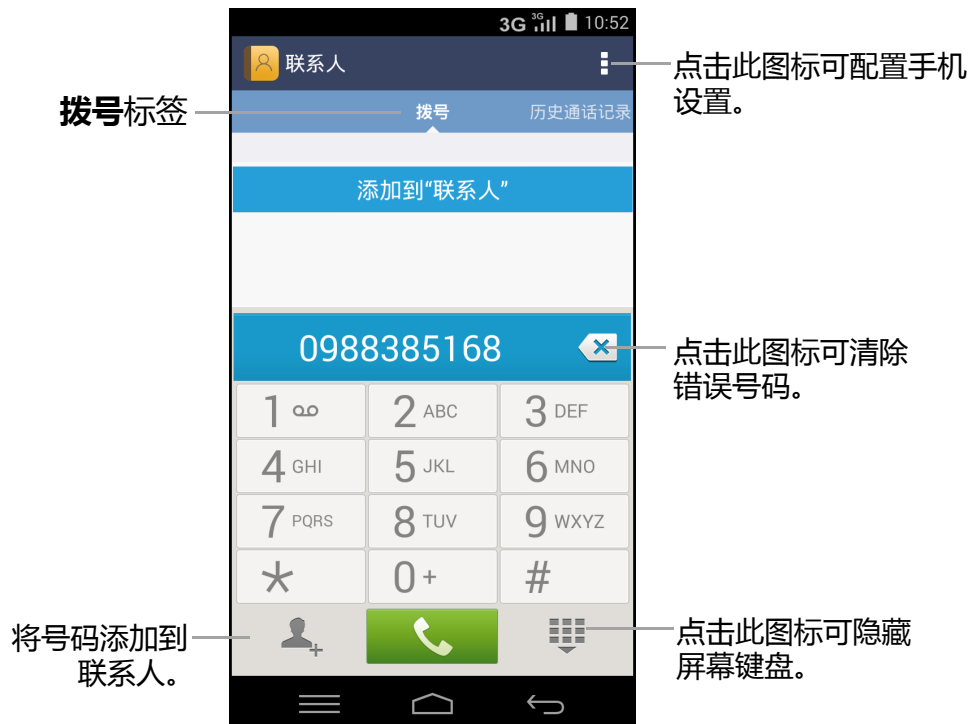 3G 3G 10:52
联系人
点击此图标可配置手机
设置。
拨号标签
拨号 历史通话记录
添加到“联系人”
0988385168
点击此图标可清除
错误号码。
1 2 ABC 3 DEF
4 GHI 5 JKL 6 MNO
7 PQRS 8 TUV 9 WXYZ
* 0 + #
将号码添加到
联系人。
点击此图标可隐藏
屏幕键盘。